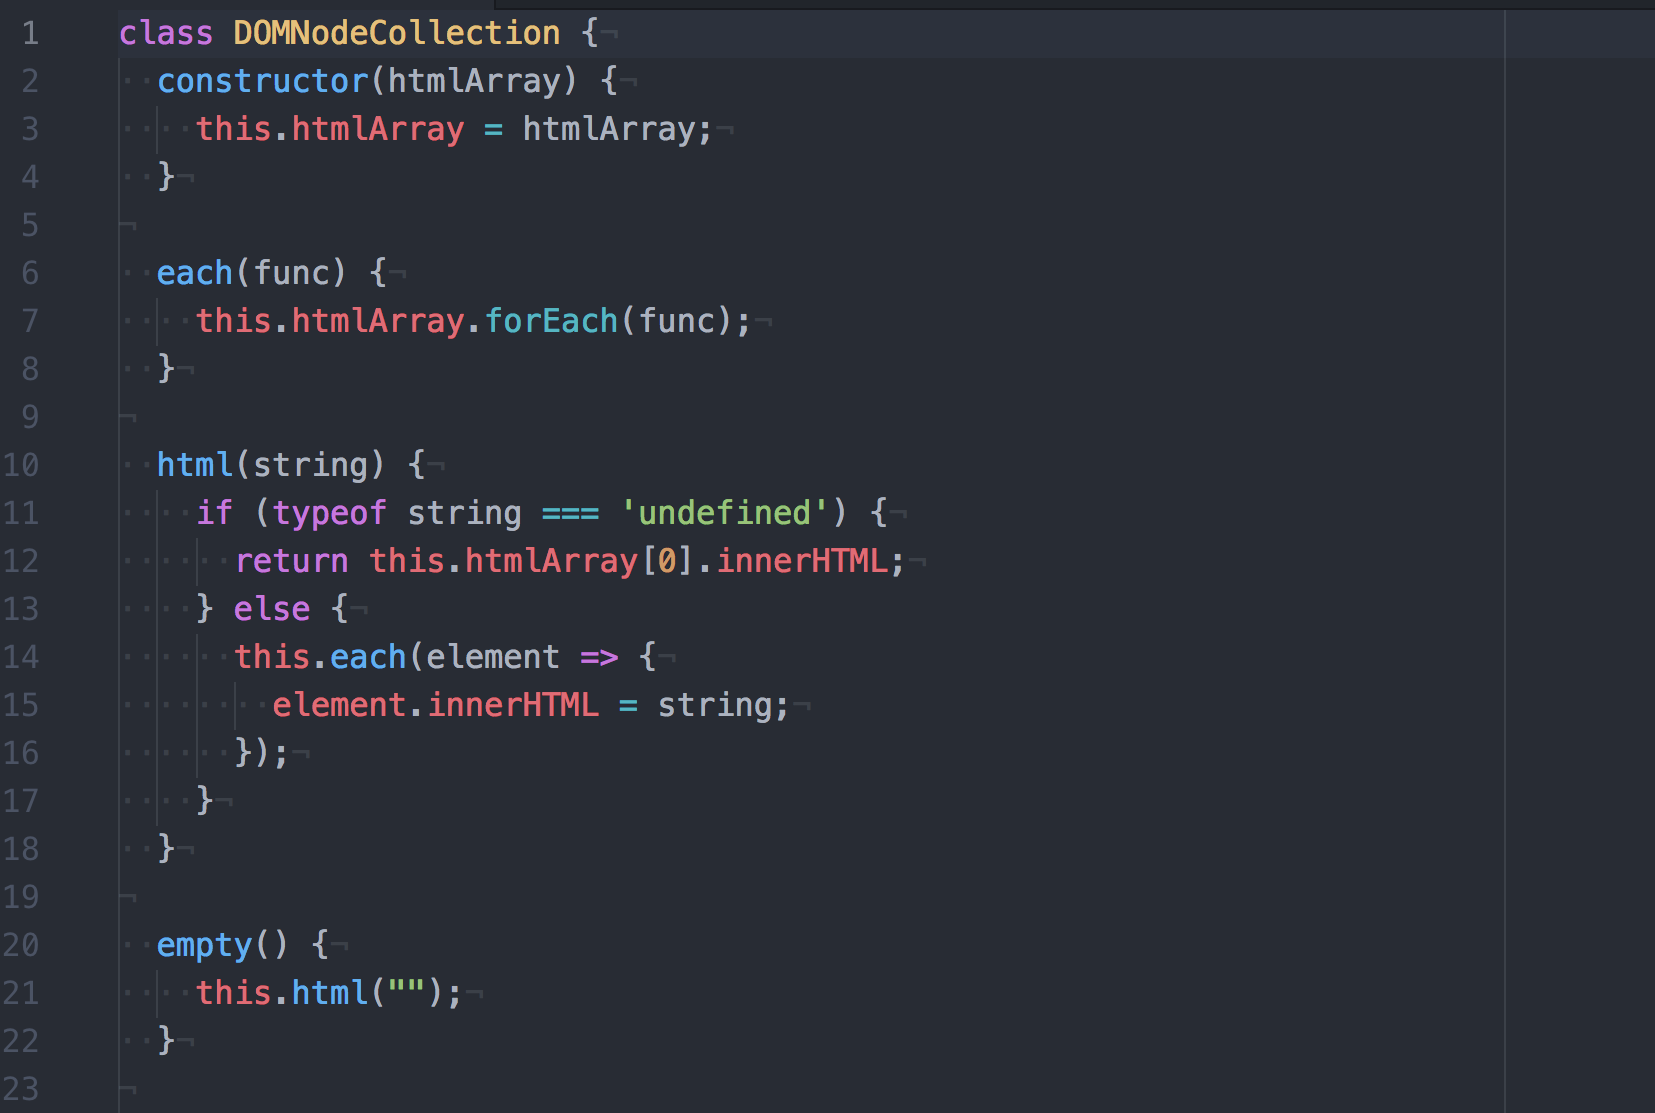 1 class DOMNodeCollection {¬
2 ··constructor(htmlArray) {¬
3 ····this.htmlArray = htmlArray;¬
4 ··}¬
5 ¬
6 ··each(func) {¬
7 ····this.htmlArray.forEach(func);¬
8 ··}¬
9 ¬
10 ··html(string) {¬
11 ····if (typeof string === 'undefined') {¬
12 ······return this.htmlArray[0].innerHTML;¬
13 ····} else {¬
14 ······this.each(element => {¬
15 ········element.innerHTML = string;¬
16 ······});¬
17 ····}¬
18 ··}¬
19 ¬
20 ··empty() {¬
21 ····this.html("");¬
22 ··}¬
23 ¬